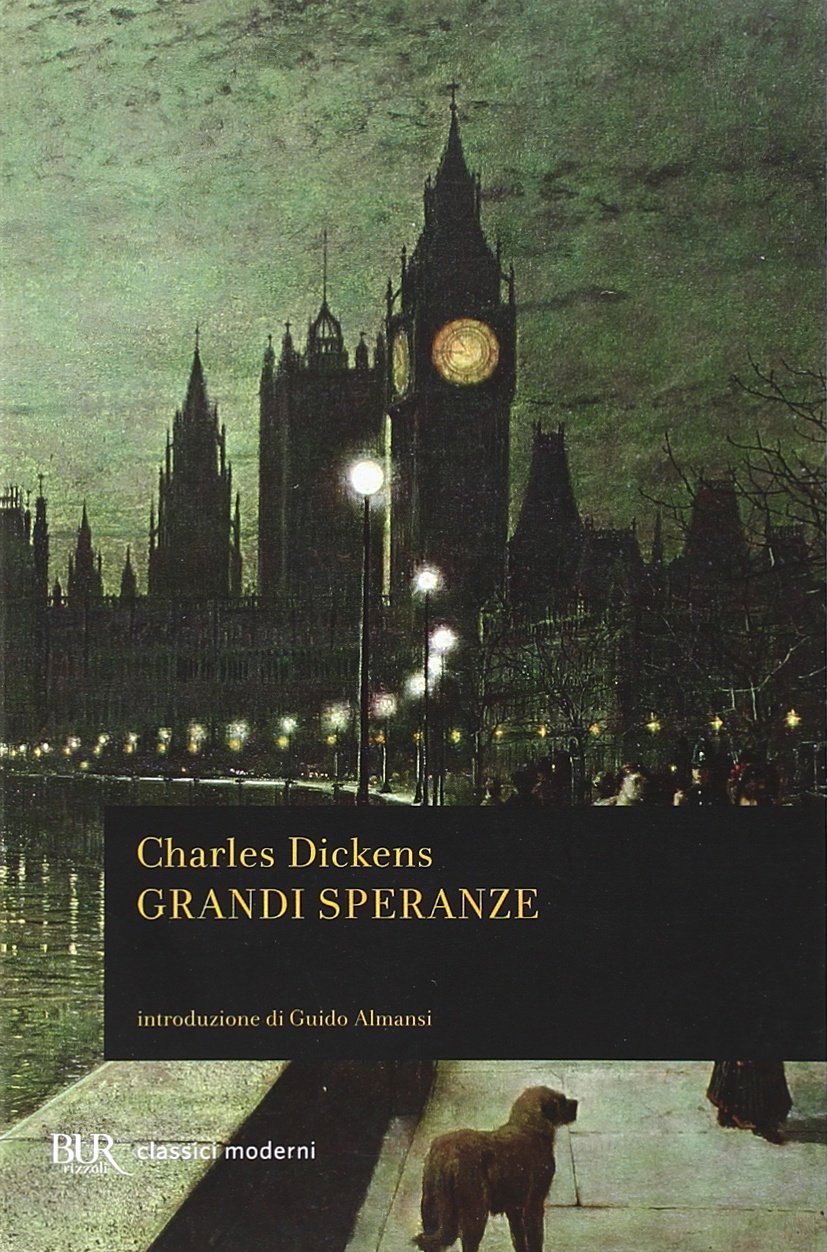 Charles Dickens
GRANDI SPERANZE
introduzione di Guido Almansi
BUR
rizzoli
classici moderni